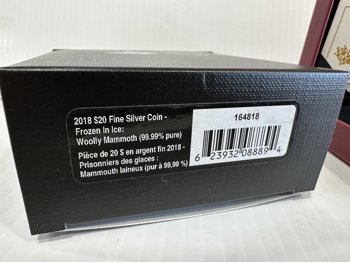 2018 $20 Fine Silver Coin -
Frozen In Ice:
Woolly Mammoth (99.99% pure)
Pièce de 20 $ en argent fin 2018 -
Prisonniers des glaces :
Mammouth laineux (pur à 99,99 %)
164818
6 23932 08889 4